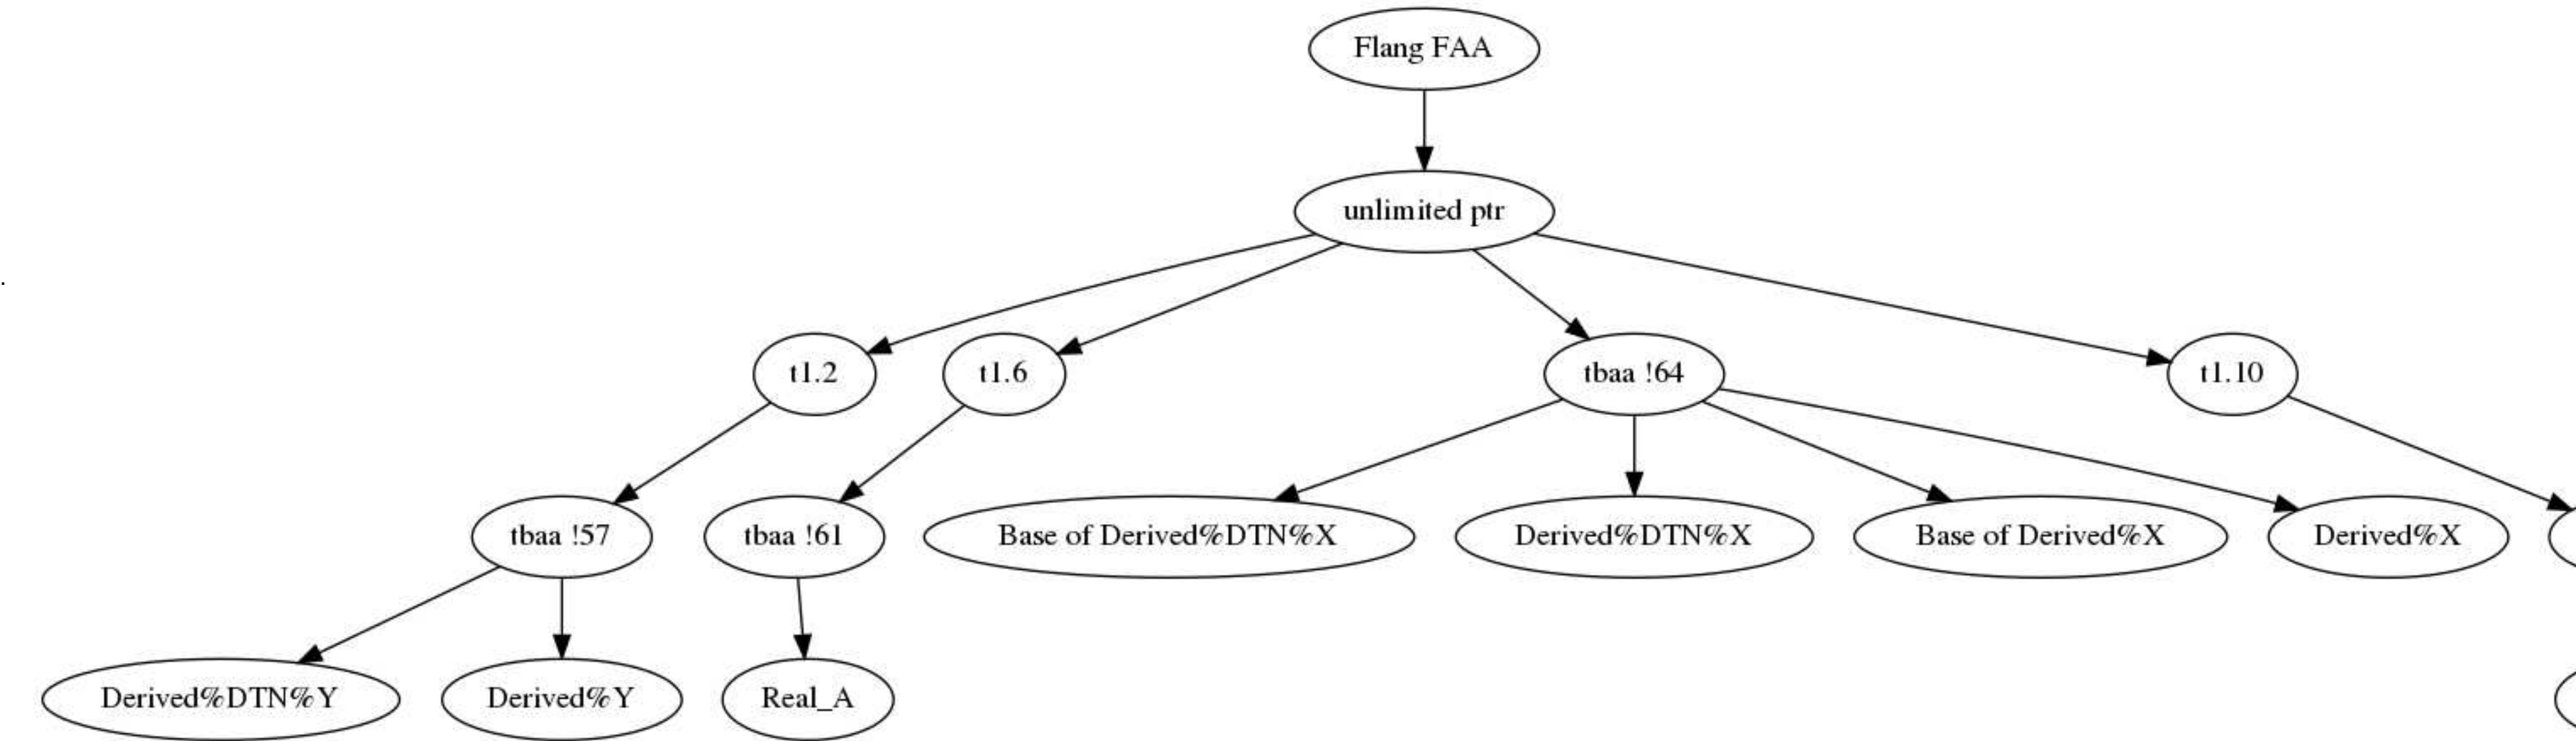 Flang FAA
unlimited ptr
t1.2
t1.6
tbaa !64
t1.10
tbaa !57
tbaa !61
Base of Derived%DTN%X
Derived%DTN%X
Base of Derived%X
Derived%X
Derived%DTN%Y
Derived%Y
Real_A